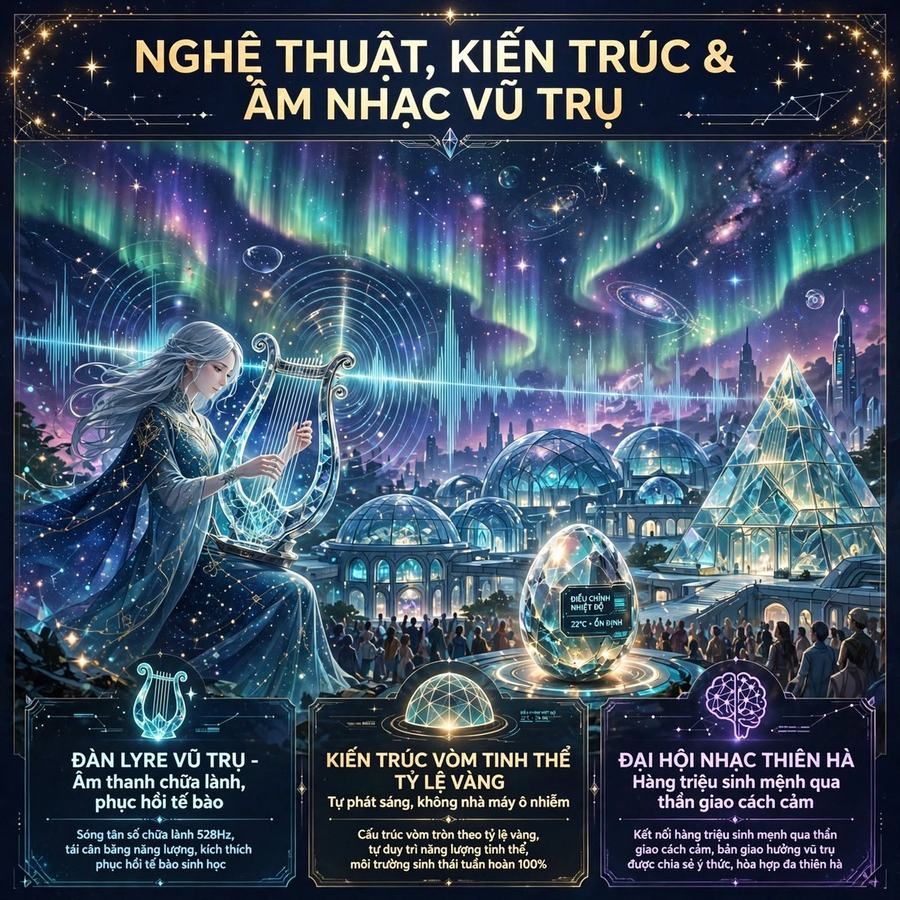 NGHỆ THUẬT, KIẾN TRÚC &
ÂM NHẠC VŨ TRỤ
ĐIỀU CHỈNH
NHIỆT ĐỘ
22°C • ỔN ĐỊNH
ĐÀN LYRE VŨ TRỤ -
Âm thanh chữa lành,
phục hồi tế bào
Sóng tân số chữa lành 528Hz,
tái cân bằng năng lượng, kích thích
phục hồi tế bào sinh học
KIẾN TRÚC VÒM TINH THỂ
TỶ LỆ VÀNG
Tự phát sáng, không nhà máy ô nhiễm
Cấu trúc vòm tròn theo tỷ lệ vàng,
tự duy trì năng lượng tinh thể,
môi trường sinh thái tuần hoàn 100%
ĐẠI HỘI NHẠC THIÊN HÀ
Hàng triệu sinh mệnh qua
thần giao cách cảm
Kết nối hàng triệu sinh mệnh qua thần
giao cách cảm, bản giao hưởng vũ trụ
được chia sẻ ý thức, hòa hợp đa thiên hà